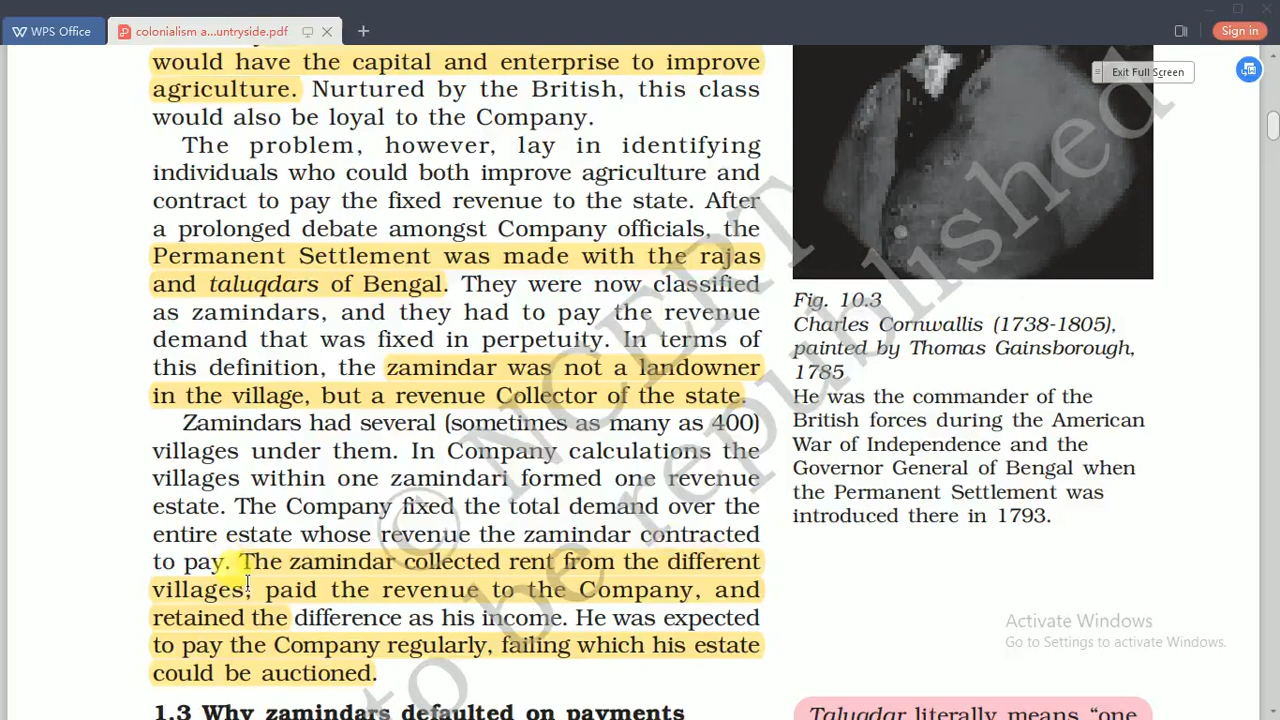 WPS Office
colonialism a...untryside.pdf
Sign in
Exit Full Screen
would have the capital and enterprise to improve
agriculture. Nurtured by the British, this class
would also be loyal to the Company.
The problem, however, lay in identifying
individuals who could both improve agriculture and
contract to pay the fixed revenue to the state. After
a prolonged debate amongst Company officials, the
Permanent Settlement was made with the rajas
and taluqdars of Bengal. They were now classified
as zamindars, and they had to pay the revenue
demand that was fixed in perpetuity. In terms of
this definition, the zamindar was not a landowner
in the village, but a revenue Collector of the state.
Zamindars had several (sometimes as many as 400)
villages under them. In Company calculations the
villages within one zamindari formed one revenue
estate. The Company fixed the total demand over the
entire estate whose revenue the zamindar contracted
to pay. The zamindar collected rent from the different
villages, paid the revenue to the Company, and
retained the difference as his income. He was expected
to pay the Company regularly, failing which his estate
could be auctioned.
1.3 Why zamindars defaulted on payments
Fig. 10.3
Charles Cornwallis (1738-1805),
painted by Thomas Gainsborough,
1785
He was the commander of the
British forces during the American
War of Independence and the
Governor General of Bengal when
the Permanent Settlement was
introduced there in 1793.
Taluqdar literally means "one
© NCERT
to be republished
Activate Windows
Go to Settings to activate Windows.